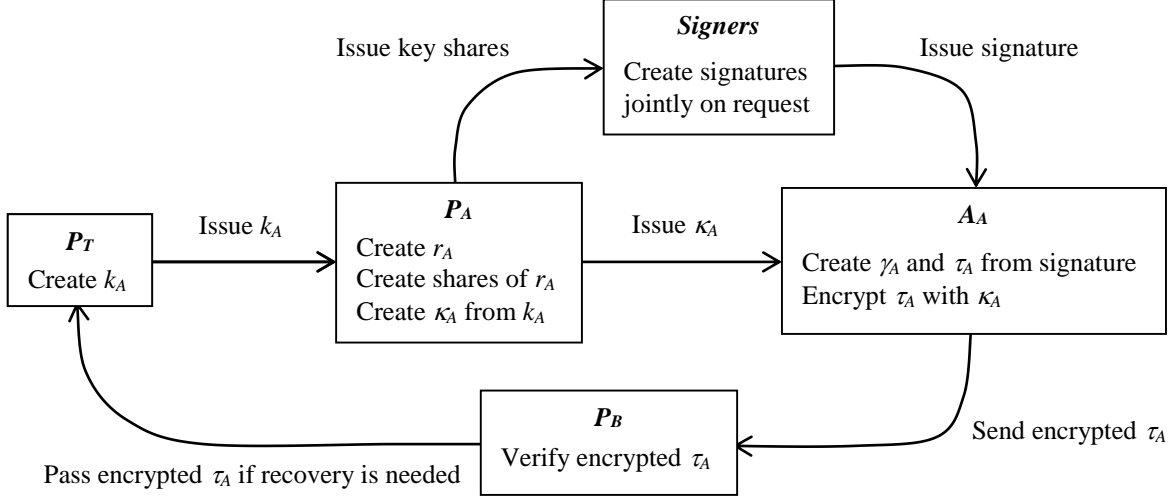 Issue key shares
Signers
Create signatures
jointly on request
Issue signature
P_T
Create k_A
Issue k_A
P_A
Create r_A
Create shares of r_A
Create κ_A from k_A
Issue κ_A
A_A
Create γ_A and τ_A from signature
Encrypt τ_A with κ_A
P_B
Verify encrypted τ_A
Send encrypted τ_A
Pass encrypted τ_A if recovery is needed